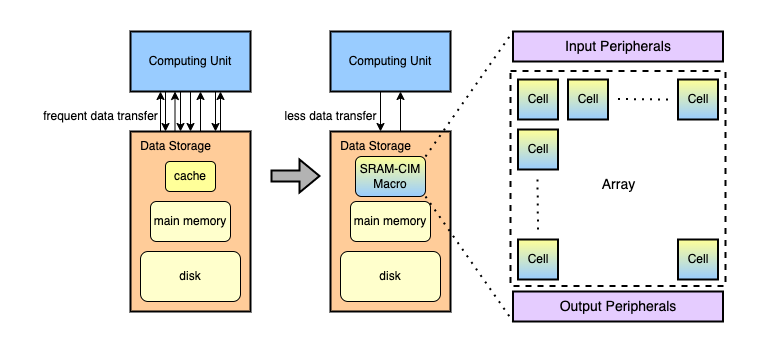 Computing Unit
frequent data transfer
Data Storage
cache
main memory
disk
Computing Unit
less data transfer
Data Storage
SRAM-CIM
Macro
main memory
disk
Input Peripherals
Cell
Cell
Cell
Cell
Array
Cell
Cell
Output Peripherals